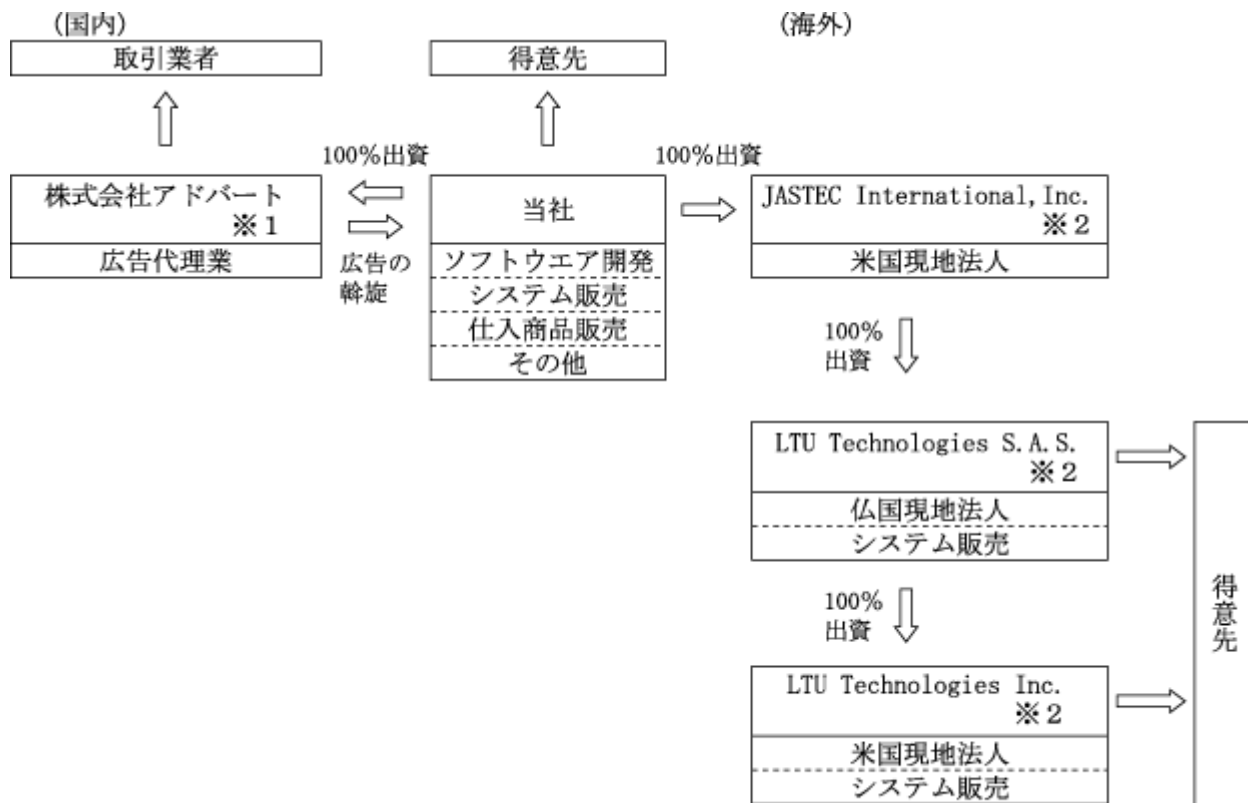 (国内)
(海外)
取引業者
得意先
100%出資
100%出資
株式会社アドバート
※1
広告代理業
広告の
斡旋
当社
ソフトウエア開発
システム販売
仕入商品販売
その他
JASTEC International,Inc.
※2
米国現地法人
100%
出資
LTU Technologies S.A.S.
※2
仏国現地法人
システム販売
100%
出資
LTU Technologies Inc.
※2
米国現地法人
システム販売
得意先